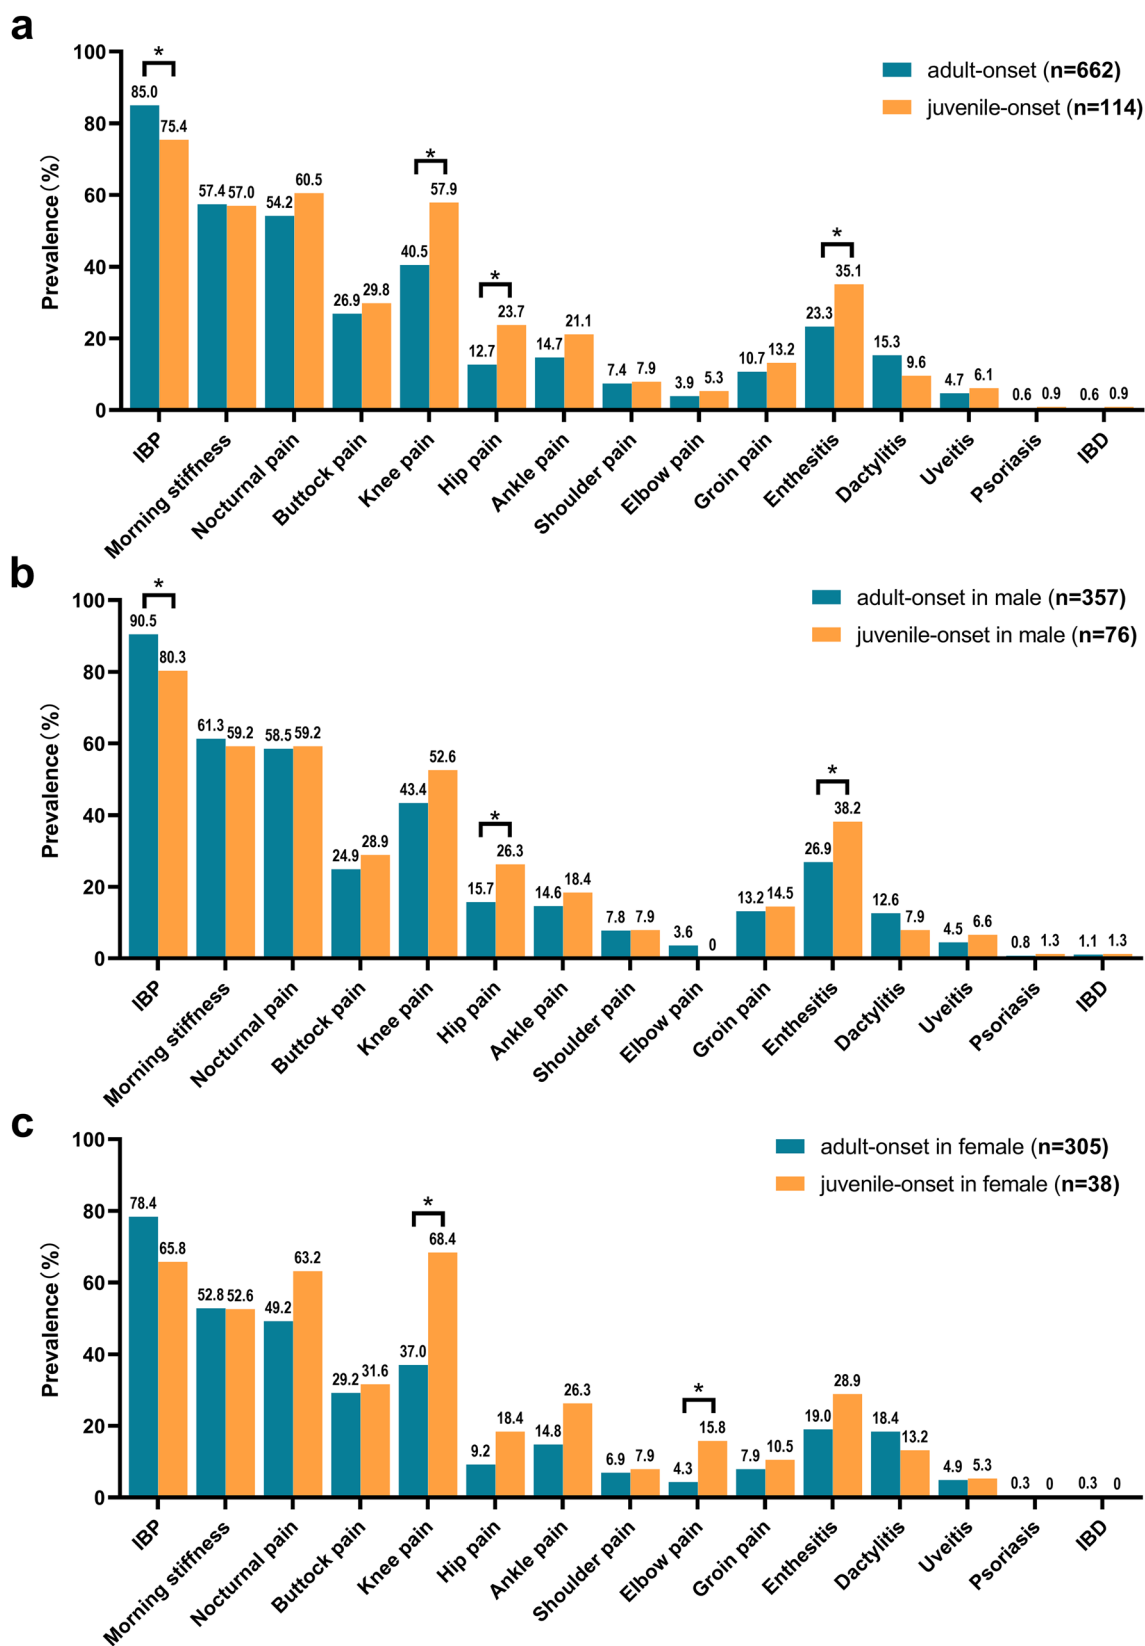 a
adult-onset (n=662)
juvenile-onset (n=114)
Prevalence(%)
100
80
60
40
20
0
*
*
*
*
85.0
75.4
57.4
57.0
54.2
60.5
26.9
29.8
40.5
57.9
12.7
23.7
14.7
21.1
7.4
7.9
3.9
5.3
10.7
13.2
23.3
35.1
15.3
9.6
4.7
6.1
0.6
0.9
0.6
0.9
IBP
Morning stiffness
Nocturnal pain
Buttock pain
Knee pain
Hip pain
Ankle pain
Shoulder pain
Elbow pain
Groin pain
Enthesitis
Dactylitis
Uveitis
Psoriasis
IBD
b
adult-onset in male (n=357)
juvenile-onset in male (n=76)
Prevalence(%)
100
80
60
40
20
0
*
*
*
90.5
80.3
61.3
59.2
58.5
59.2
24.9
28.9
43.4
52.6
15.7
26.3
14.6
18.4
7.8
7.9
3.6
0
13.2
14.5
26.9
38.2
12.6
7.9
4.5
6.6
0.8
1.3
1.1
1.3
IBP
Morning stiffness
Nocturnal pain
Buttock pain
Knee pain
Hip pain
Ankle pain
Shoulder pain
Elbow pain
Groin pain
Enthesitis
Dactylitis
Uveitis
Psoriasis
IBD
c
adult-onset in female (n=305)
juvenile-onset in female (n=38)
Prevalence(%)
100
80
60
40
20
0
*
*
78.4
65.8
52.8
52.6
49.2
63.2
29.2
31.6
37.0
68.4
9.2
18.4
14.8
26.3
6.9
7.9
4.3
15.8
7.9
10.5
19.0
28.9
18.4
13.2
4.9
5.3
0.3
0
0.3
0
IBP
Morning stiffness
Nocturnal pain
Buttock pain
Knee pain
Hip pain
Ankle pain
Shoulder pain
Elbow pain
Groin pain
Enthesitis
Dactylitis
Uveitis
Psoriasis
IBD